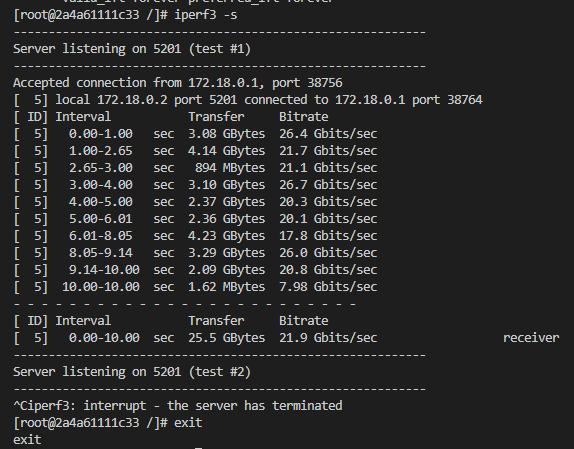 [root@2a4a61111c33 /]# iperf3 -s
-----------------------------------------------------------
Server listening on 5201 (test #1)
-----------------------------------------------------------
Accepted connection from 172.18.0.1, port 38756
[  5] local 172.18.0.2 port 5201 connected to 172.18.0.1 port 38764
[ ID] Interval           Transfer     Bitrate
[  5]   0.00-1.00   sec  3.08 GBytes  26.4 Gbits/sec
[  5]   1.00-2.65   sec  4.14 GBytes  21.7 Gbits/sec
[  5]   2.65-3.00   sec   894 MBytes  21.1 Gbits/sec
[  5]   3.00-4.00   sec  3.10 GBytes  26.7 Gbits/sec
[  5]   4.00-5.00   sec  2.37 GBytes  20.3 Gbits/sec
[  5]   5.00-6.01   sec  2.36 GBytes  20.1 Gbits/sec
[  5]   6.01-8.05   sec  4.23 GBytes  17.8 Gbits/sec
[  5]   8.05-9.14   sec  3.29 GBytes  26.0 Gbits/sec
[  5]   9.14-10.00  sec  2.09 GBytes  20.8 Gbits/sec
[  5]  10.00-10.00  sec  1.62 MBytes  7.98 Gbits/sec
- - - - - - - - - - - - - - - - - - - - - - - - -
[ ID] Interval           Transfer     Bitrate
[  5]   0.00-10.00  sec  25.5 GBytes  21.9 Gbits/sec                  receiver
-----------------------------------------------------------
Server listening on 5201 (test #2)
-----------------------------------------------------------
^Ciperf3: interrupt - the server has terminated
[root@2a4a61111c33 /]# exit
exit